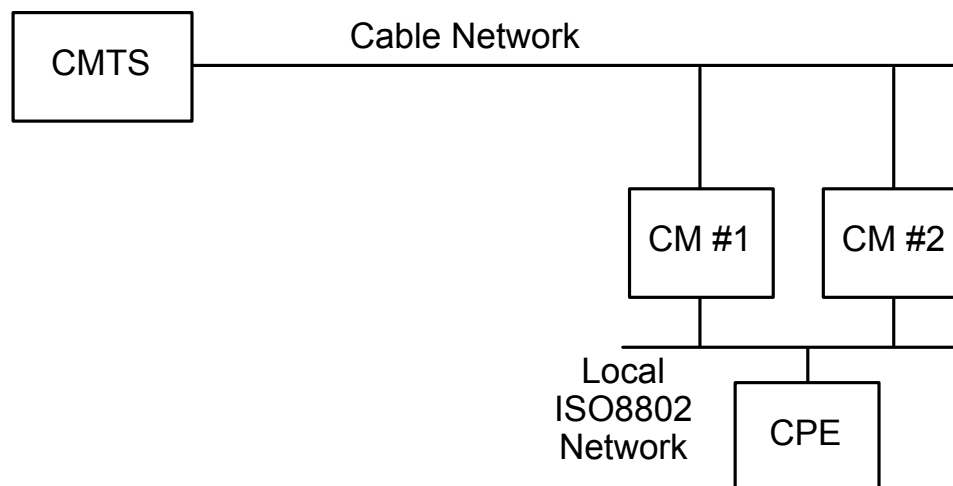 Cable Network
CMTS
CM #1
CM #2
Local
ISO8802
Network
CPE